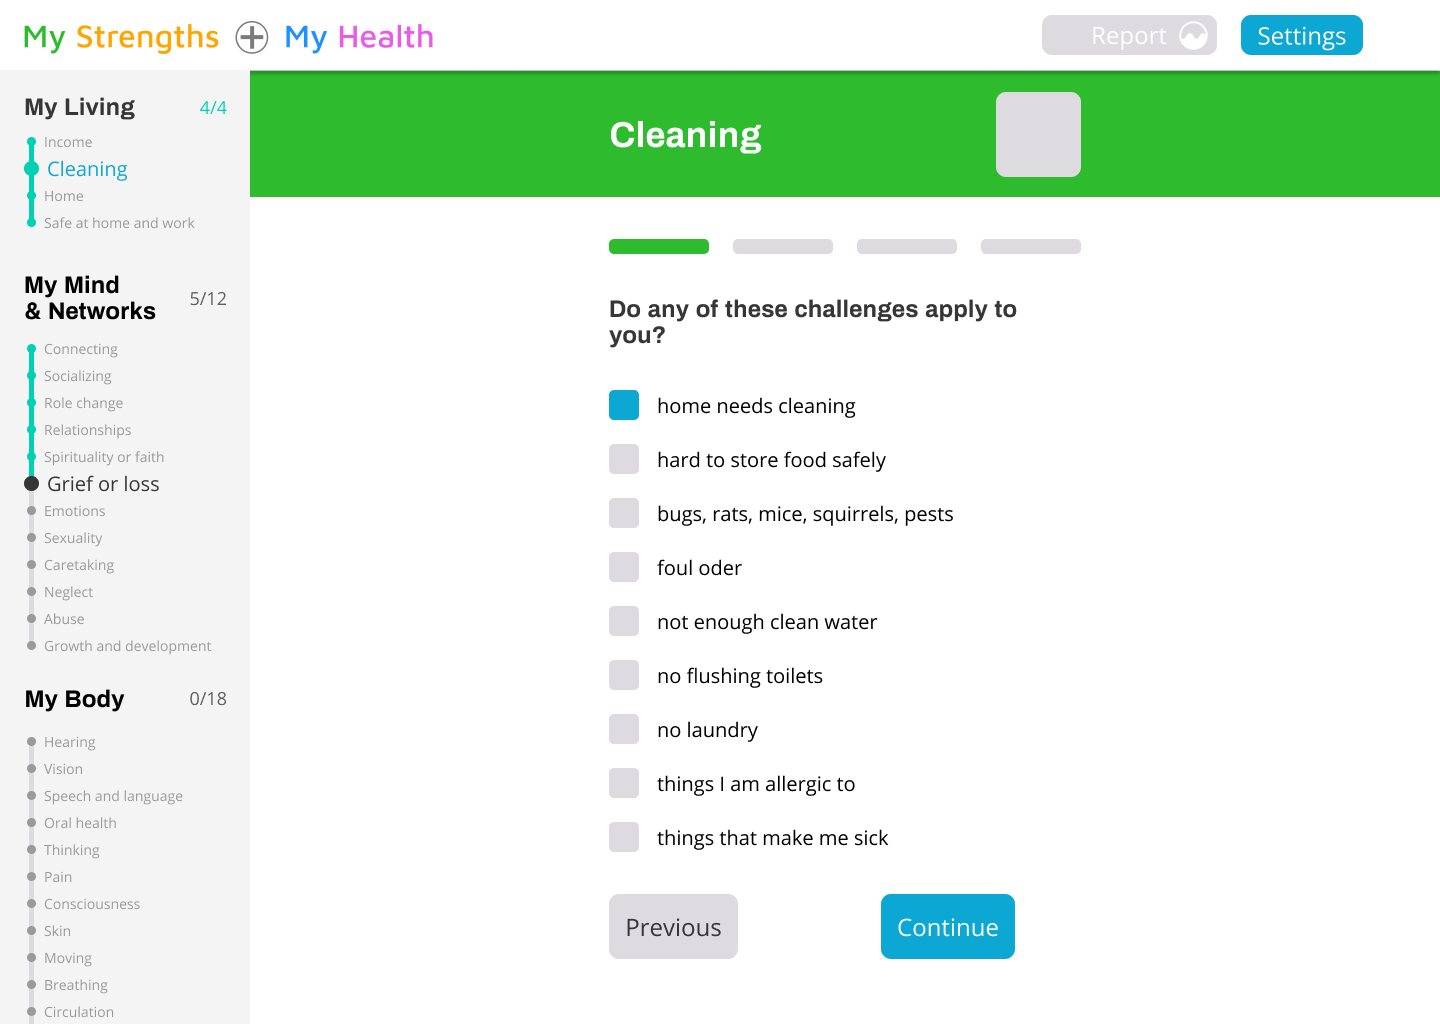 My Strengths + My Health
Report
Settings
My Living 4/4
Income
Cleaning
Home
Safe at home and work
My Mind
& Networks 5/12
Connecting
Socializing
Role change
Relationships
Spirituality or faith
Grief or loss
Emotions
Sexuality
Caretaking
Neglect
Abuse
Growth and development
My Body 0/18
Hearing
Vision
Speech and language
Oral health
Thinking
Pain
Consciousness
Skin
Moving
Breathing
Circulation
Cleaning
Do any of these challenges apply to
you?
home needs cleaning
hard to store food safely
bugs, rats, mice, squirrels, pests
foul oder
not enough clean water
no flushing toilets
no laundry
things I am allergic to
things that make me sick
Previous
Continue